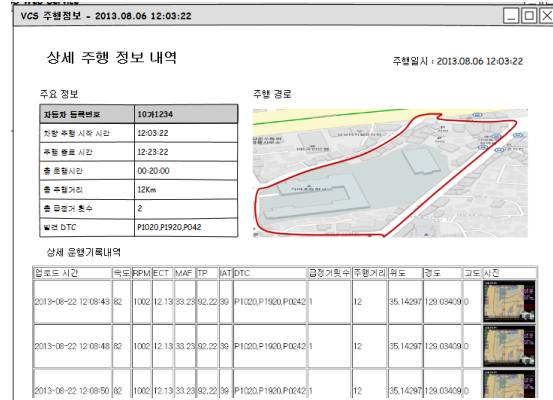 VCS 주행정보 - 2013.08.06 12:03:22
상세 주행 정보 내역
주행일시 : 2013.08.06 12:03:22
주요 정보
주행 경로
자동차 등록번호 10가1234
차량 주행 시작 시간 12:03:22
주행 종료 시간 12-23-22
총 운행시간 00-20-00
총 주행거리 12Km
총 급정거 횟수 2
발견 DTC P1020,P1920,P042
상세 운행기록내역
업로드 시간 속도 RPM ECT MAF TP IAT DTC 급정거횟수 주행거리 위도 경도 고도 사진
2013-08-22 12:08:43 82 1002 12.13 33.23 92.22 39 P1020,P1920,P0242 1 12 35.14297 129.03409 0
2013-08-22 12:08:48 82 1002 12.13 33.23 92.22 39 P1020,P1920,P0242 1 12 35.14297 129.03409 0
2013-08-22 12:08:50 82 1002 12.13 33.23 92.22 39 P1020,P1920,P0242 1 12 35.14297 129.03409 0